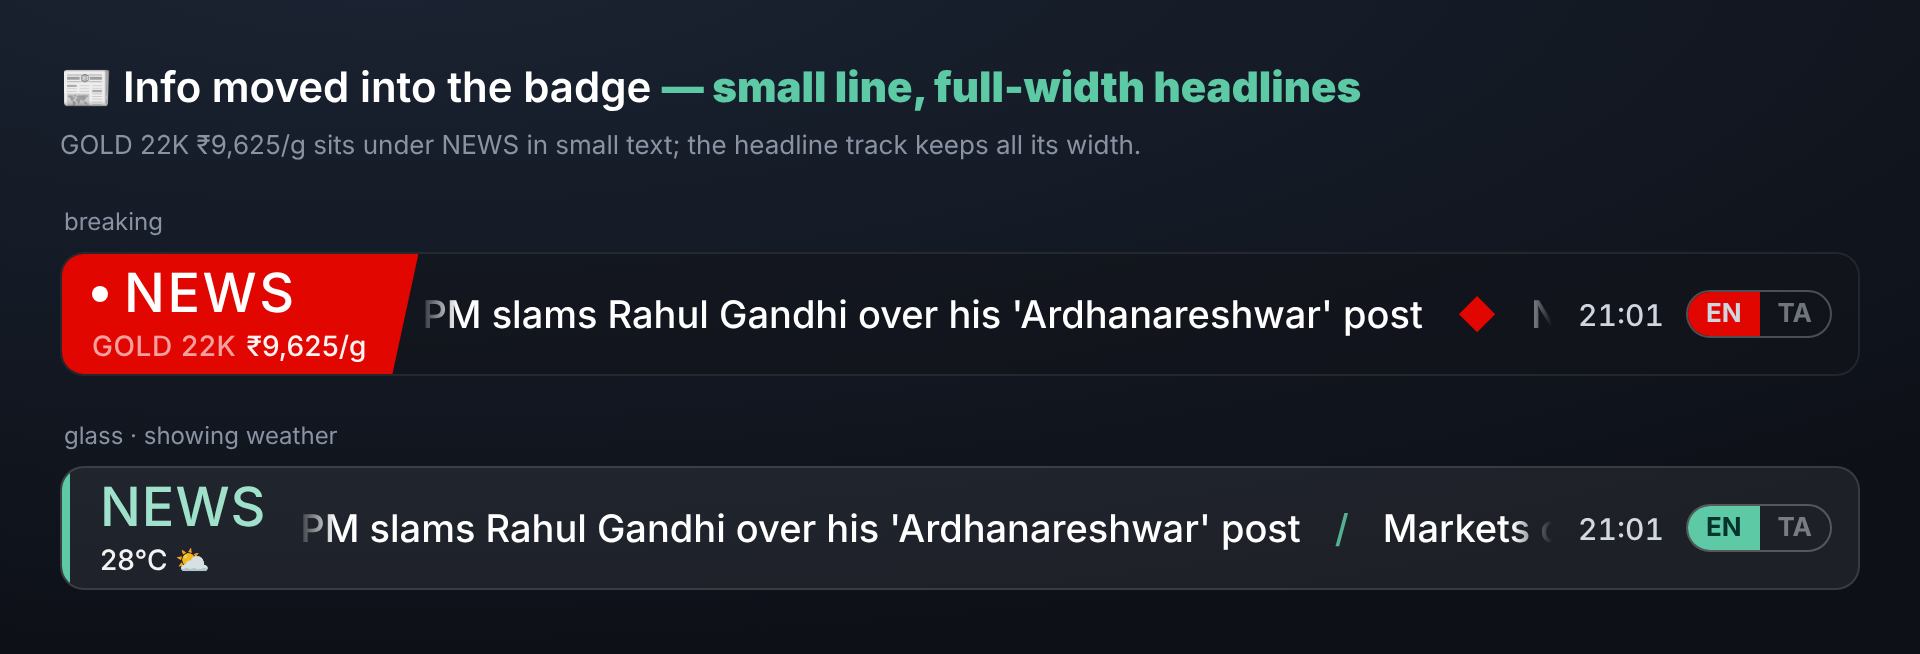 📰 Info moved into the badge — small line, full-width headlines
GOLD 22K ₹9,625/g sits under NEWS in small text; the headline track keeps all its width.
breaking
• NEWS
GOLD 22K ₹9,625/g
PM slams Rahul Gandhi over his 'Ardhanareshwar' post ◆ N 21:01 EN TA
glass · showing weather
NEWS
28°C ⛅
PM slams Rahul Gandhi over his 'Ardhanareshwar' post / Markets 21:01 EN TA